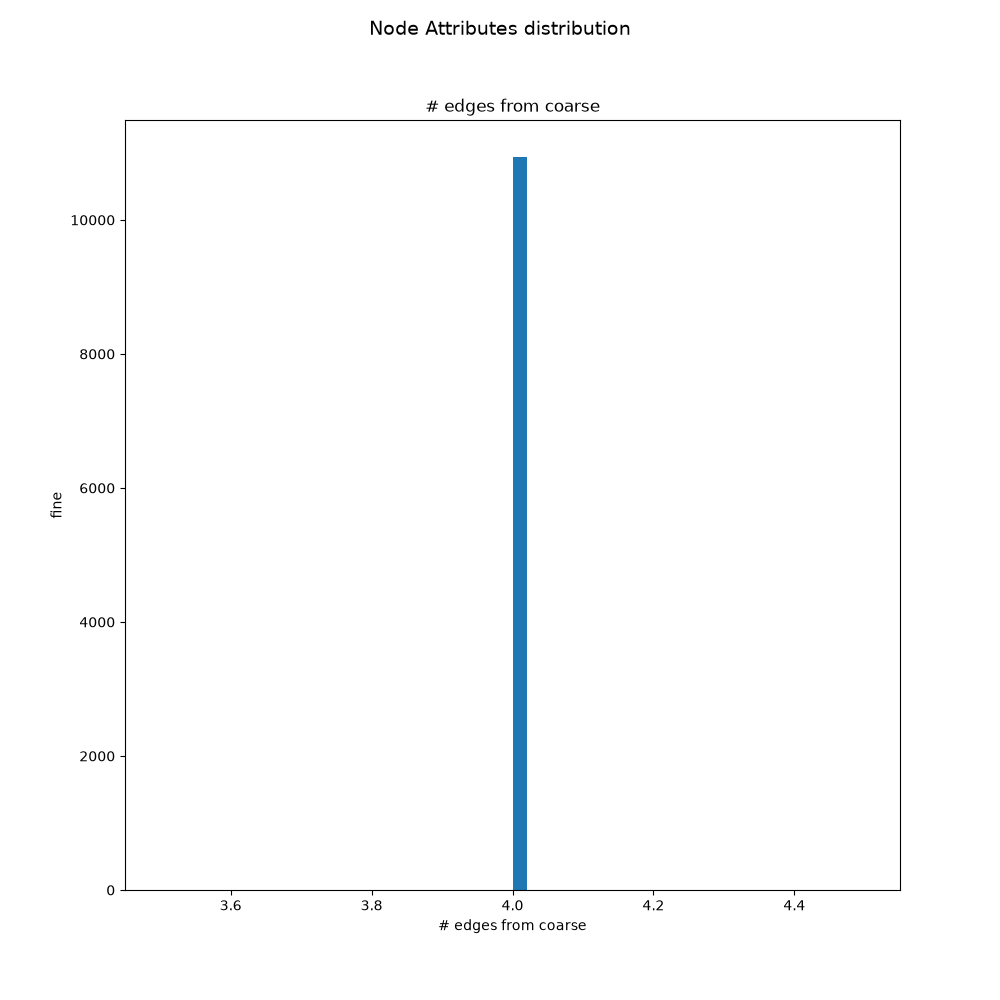 Node Attributes distribution
# edges from coarse
10000
8000
6000
4000
2000
0
fine
3.6 3.8 4.0 4.2 4.4
# edges from coarse